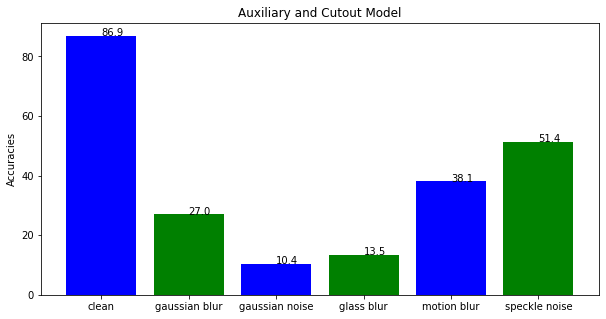 Auxiliary and Cutout Model
Accuracies
80
60
40
20
0
86.9
27.0
10.4
13.5
38.1
51.4
clean
gaussian blur
gaussian noise
glass blur
motion blur
speckle noise